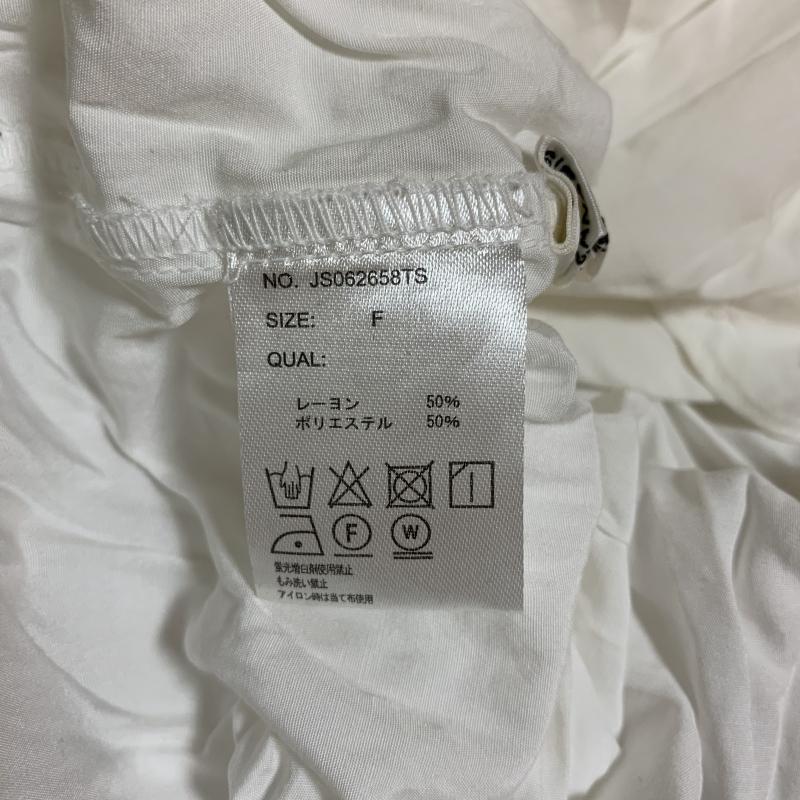 NO. JS062658TS
SIZE: F
QUAL:
レーヨン 50%
ポリエステル 50%
F W
蛍光増白剤使用禁止
もみ洗い禁止
アイロン時は当て布使用